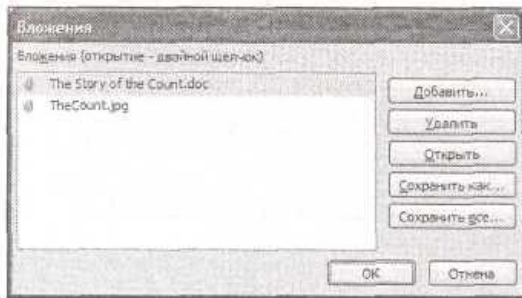 Вложения
Вложения (открытие - двойной щелчок)
The Story of the Count.doc
TheCount.jpg
Добавить...
Удалить
Открыть
Сохранить как...
Сохранить все...
OK
Отмена